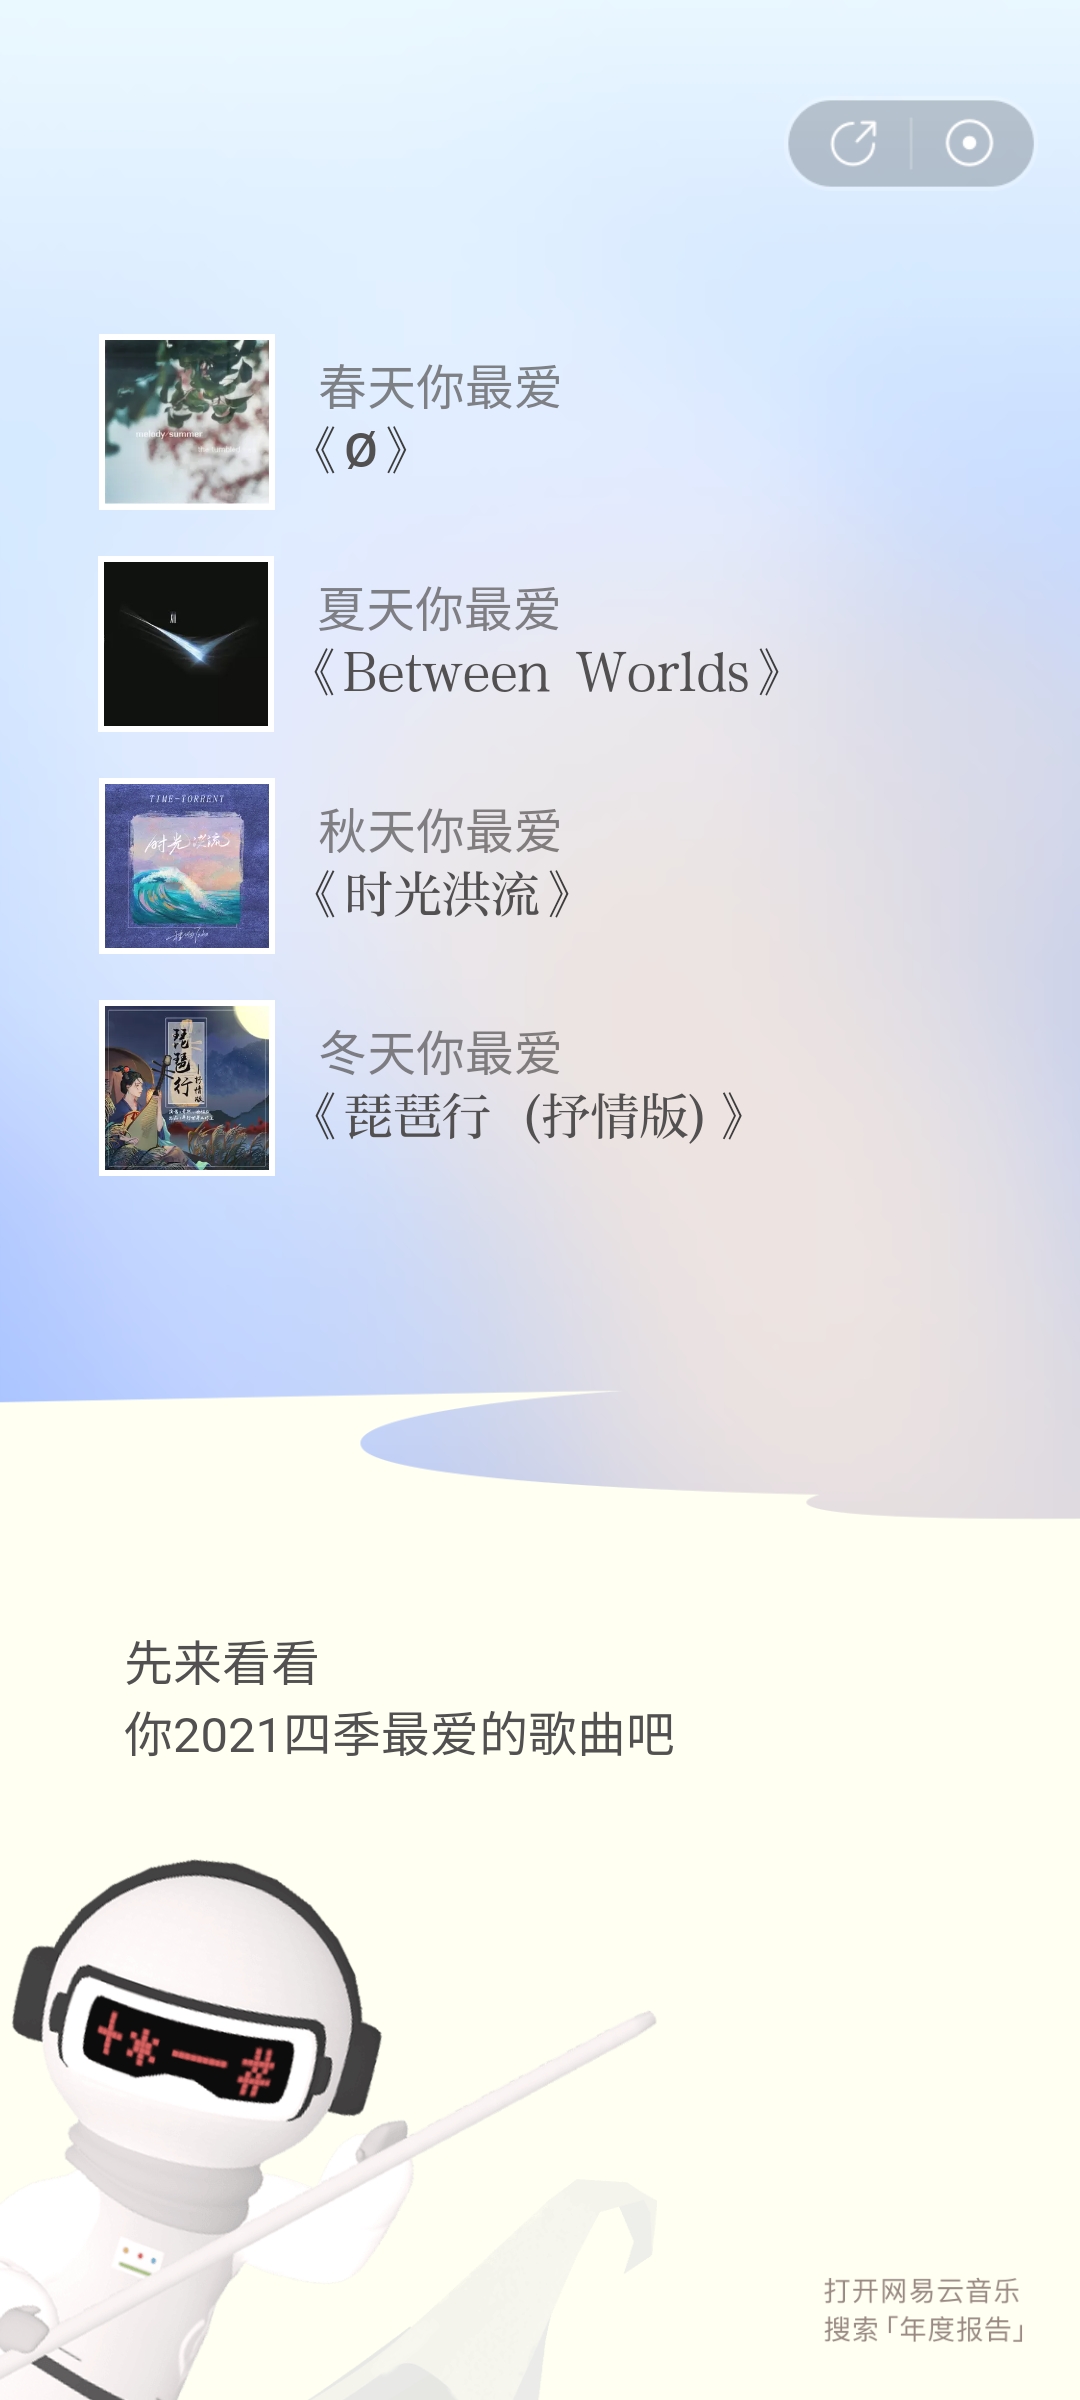 melody·summer
春天你最爱
《Ø》
夏天你最爱
《Between Worlds》
TIME-TORRENT
时光洪流
秋天你最爱
《时光洪流》
琵琶行
抒情版
冬天你最爱
《琵琶行 (抒情版) 》
先来看看
你2021四季最爱的歌曲吧
+*—#
打开网易云音乐
搜索「年度报告」